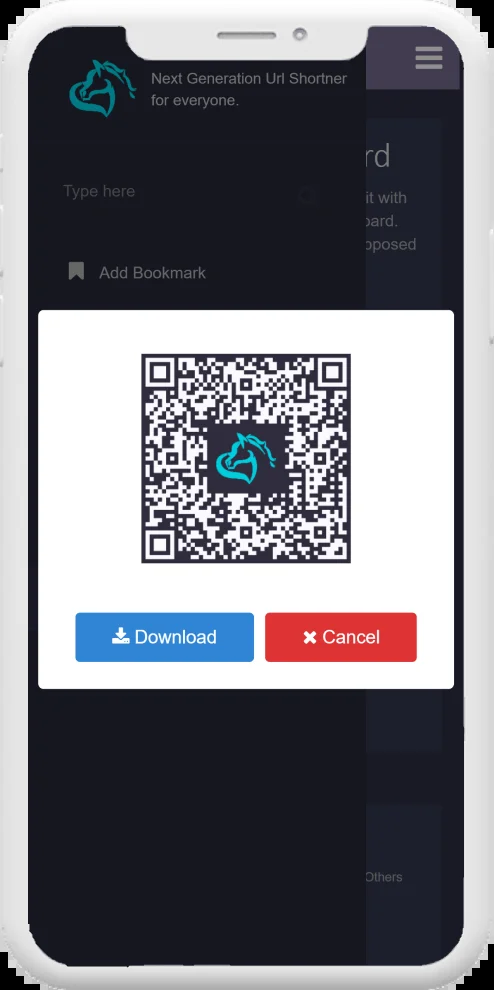 Next Generation Url Shortner
for everyone.
rd
Type here
it with
oard.
pposed
Add Bookmark
Download
Cancel
Others